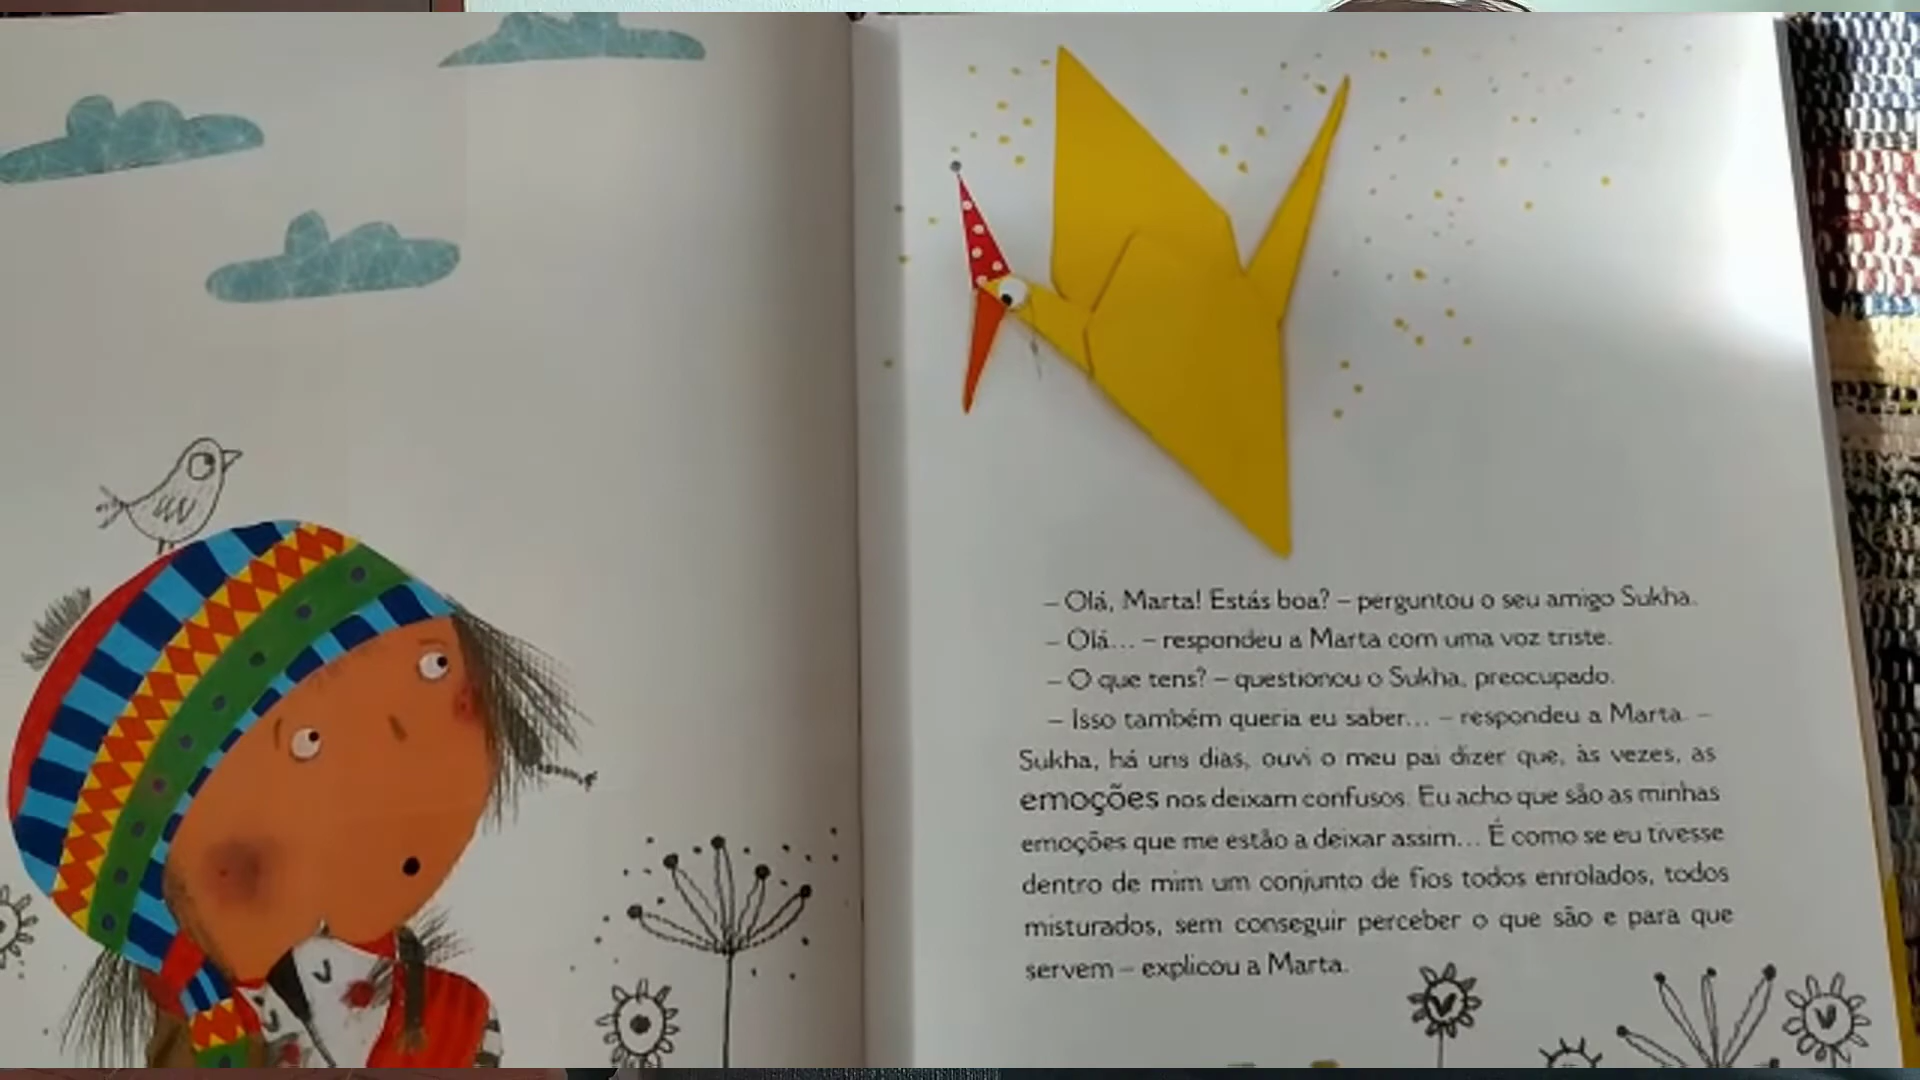 – Olá, Marta! Estás boa? – perguntou o seu amigo Sukha.
– Olá... – respondeu a Marta com uma voz triste.
– O que tens? – questionou o Sukha, preocupado.
– Isso também queria eu saber... – respondeu a Marta. –
Sukha, há uns dias, ouvi o meu pai dizer que, às vezes, as
emoções nos deixam confusos. Eu acho que são as minhas
emoções que me estão a deixar assim... É como se eu tivesse
dentro de mim um conjunto de fios todos enrolados, todos
misturados, sem conseguir perceber o que são e para que
servem – explicou a Marta.